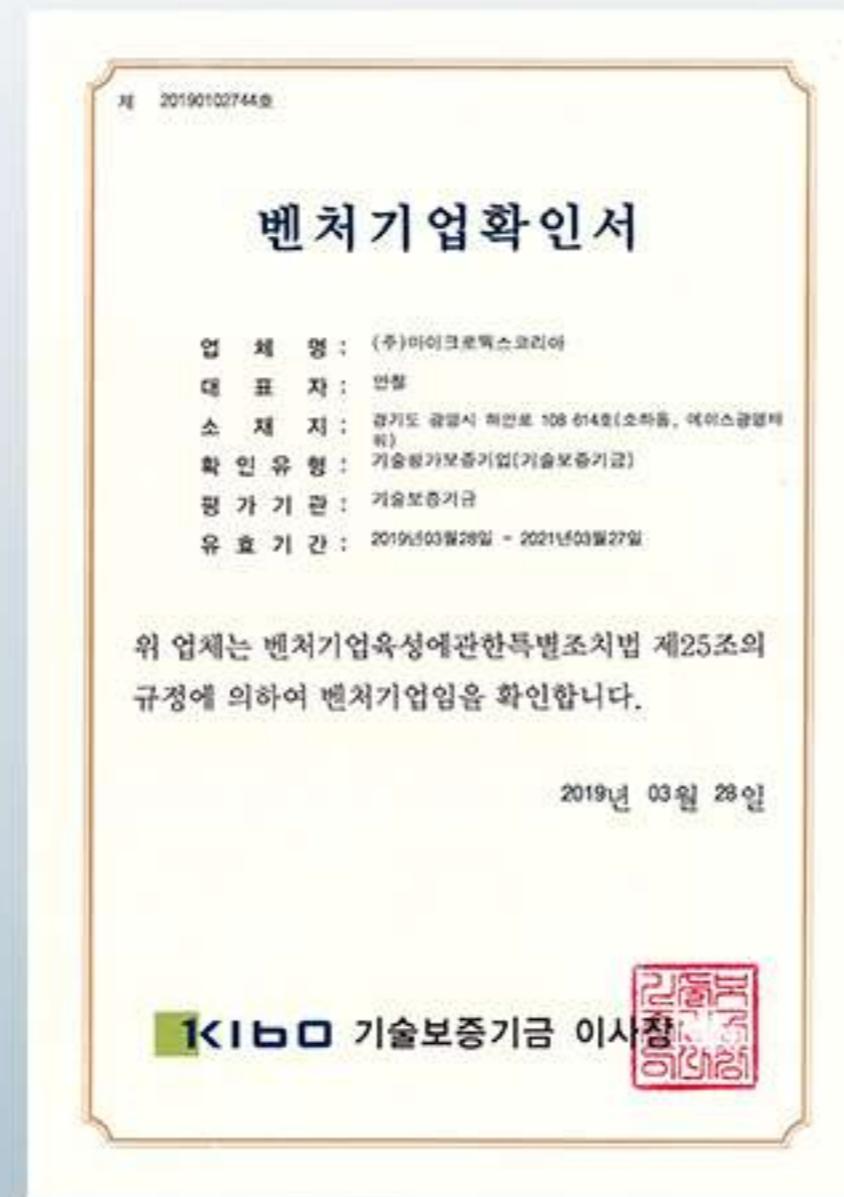 제 20190102744호
벤처기업확인서
업 체 명 : (주)마이크로웍스코리아
대 표 자 : 안철
소 재 지 : 경기도 광명시 하안로 108 614호(소하동, 에이스광명타
워)
확 인 유 형 : 기술평가보증기업(기술보증기금)
평 가 기 관 : 기술보증기금
유 효 기 간 : 2019년03월28일 ~ 2021년03월27일
위 업체는 벤처기업육성에관한특별조치법 제25조의
규정에 의하여 벤처기업임을 확인합니다.
2019년 03월 28일
KIBO 기술보증기금 이사장